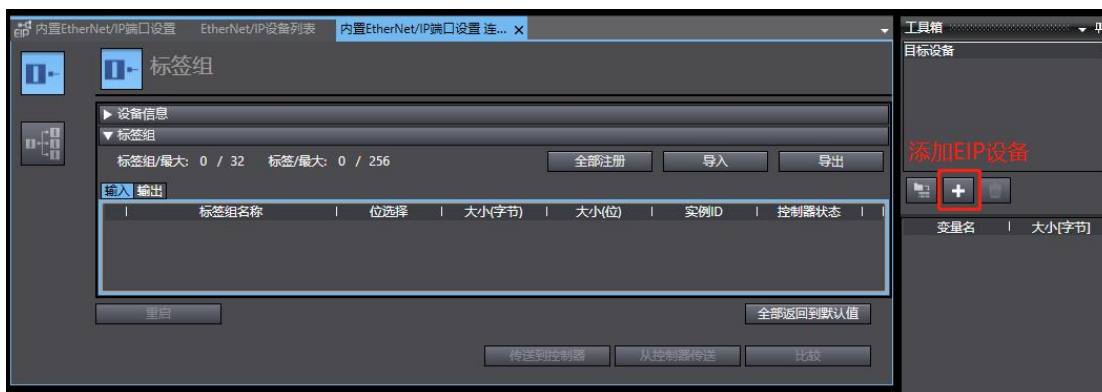 EIP 内置EtherNet/IP端口设置 EtherNet/IP设备列表 内置EtherNet/IP端口设置 连... ×
标签组
▶ 设备信息
▼ 标签组
标签组/最大: 0 / 32 标签/最大: 0 / 256 全部注册 导入 导出
输入 输出
标签组名称 位选择 大小(字节) 大小(位) 实例ID 控制器状态
重启 全部返回到默认值
传送到控制器 从控制器传送 比较
工具箱
目标设备
添加EIP设备
变量名 大小[字节]